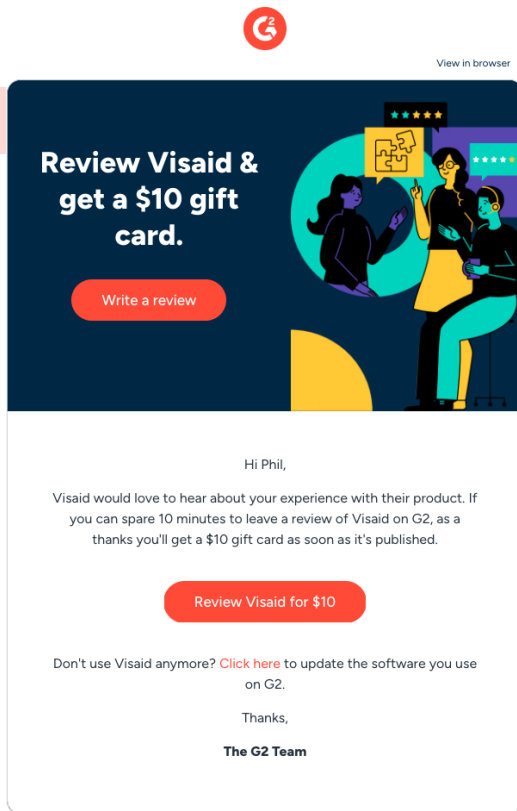 G2
View in browser
Review Visaid &
get a $10 gift
card.
Write a review
Hi Phil,
Visaid would love to hear about your experience with their product. If
you can spare 10 minutes to leave a review of Visaid on G2, as a
thanks you'll get a $10 gift card as soon as it's published.
Review Visaid for $10
Don't use Visaid anymore? Click here to update the software you use
on G2.
Thanks,
The G2 Team